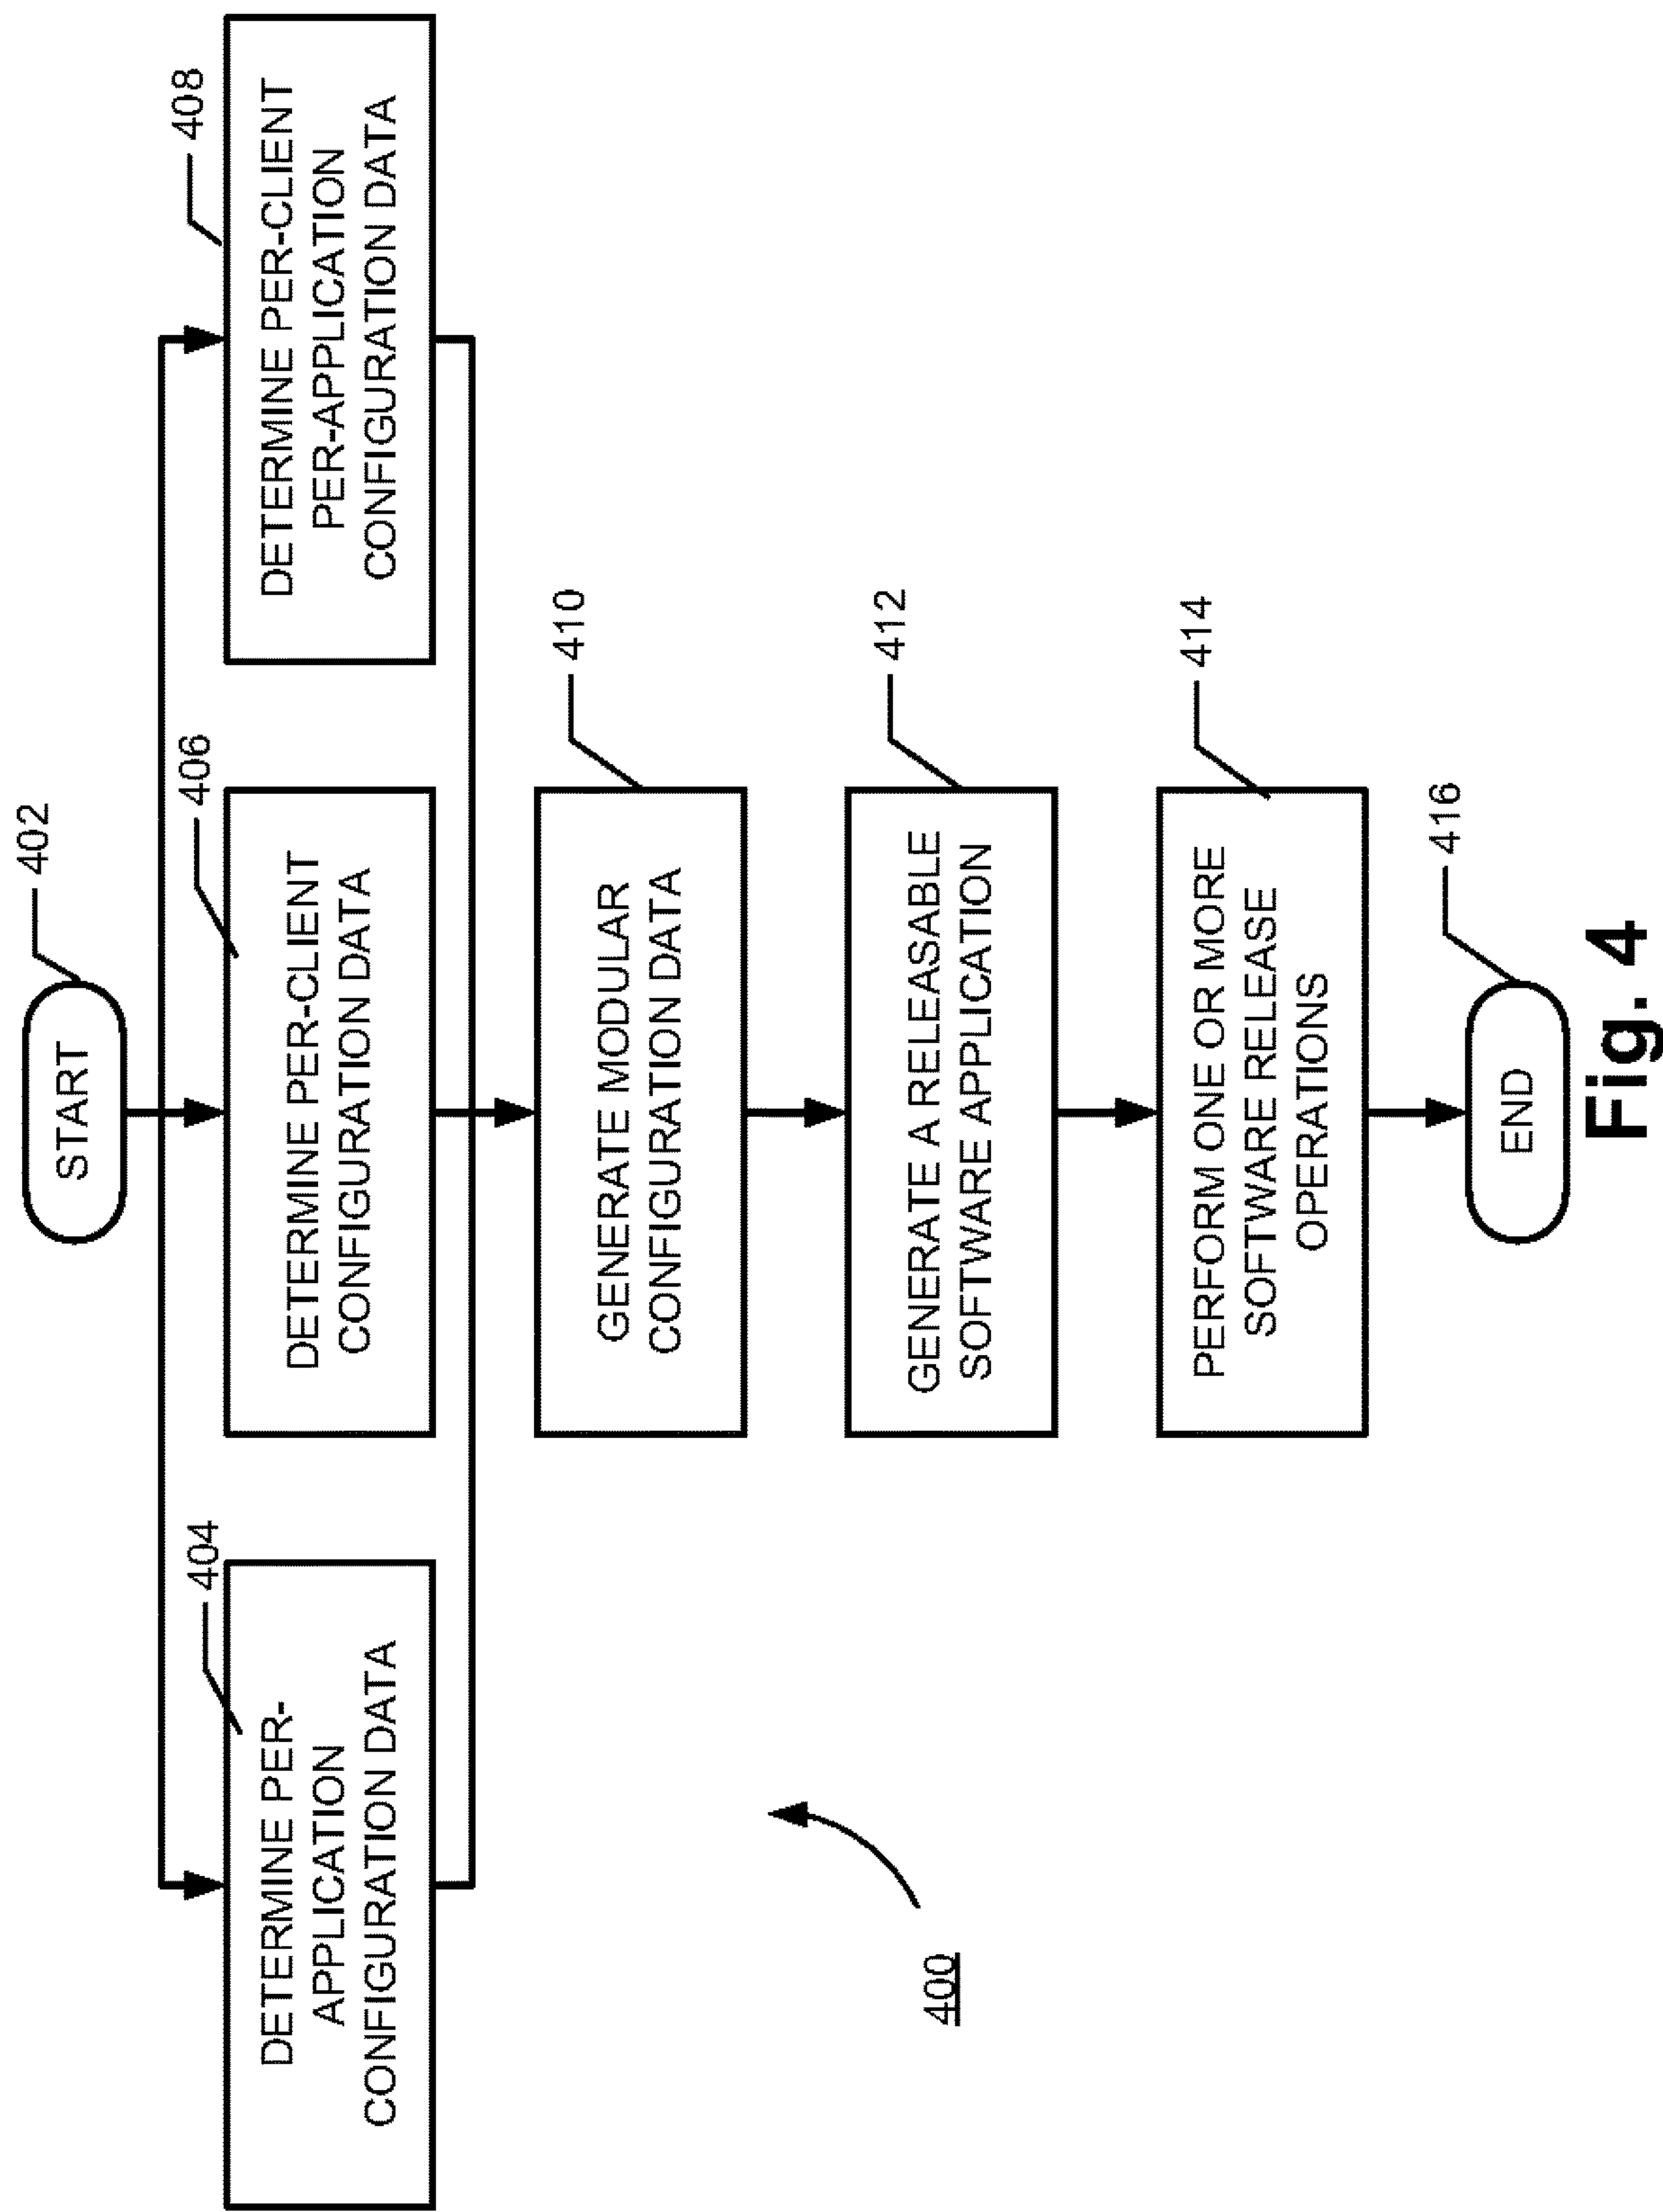 402
START
404
DETERMINE PER-
APPLICATION
CONFIGURATION DATA
406
DETERMINE PER-CLIENT
CONFIGURATION DATA
408
DETERMINE PER-CLIENT
PER-APPLICATION
CONFIGURATION DATA
410
GENERATE MODULAR
CONFIGURATION DATA
412
GENERATE A RELEASABLE
SOFTWARE APPLICATION
400
414
PERFORM ONE OR MORE
SOFTWARE RELEASE
OPERATIONS
416
END
Fig. 4